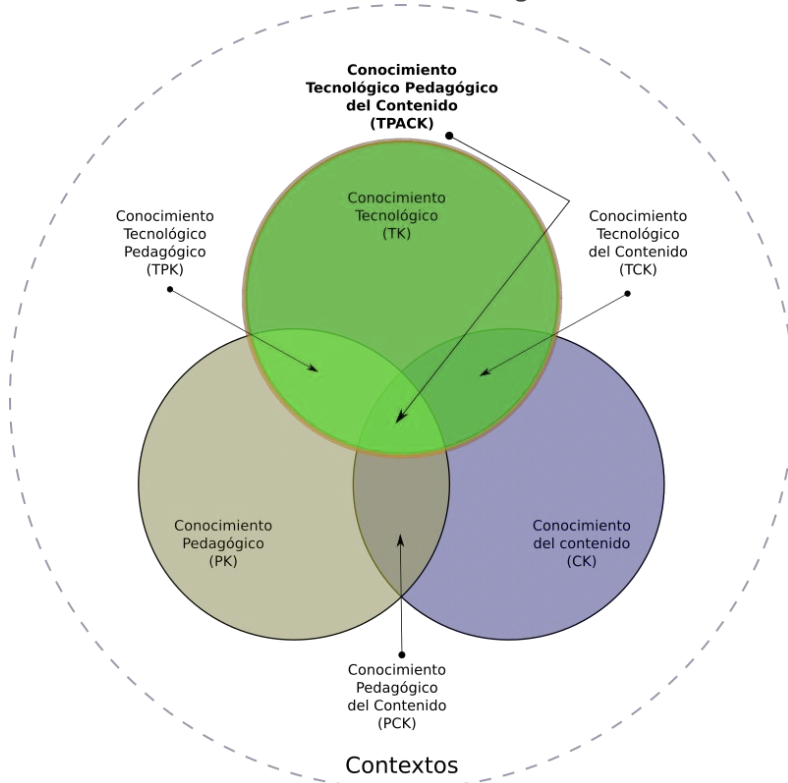 Conocimiento
Tecnológico Pedagógico
del Contenido
(TPACK)
Conocimiento
Tecnológico
(TK)
Conocimiento
Tecnológico
Pedagógico
(TPK)
Conocimiento
Tecnológico
del Contenido
(TCK)
Conocimiento
Pedagógico
(PK)
Conocimiento
del contenido
(CK)
Conocimiento
Pedagógico
del Contenido
(PCK)
Contextos